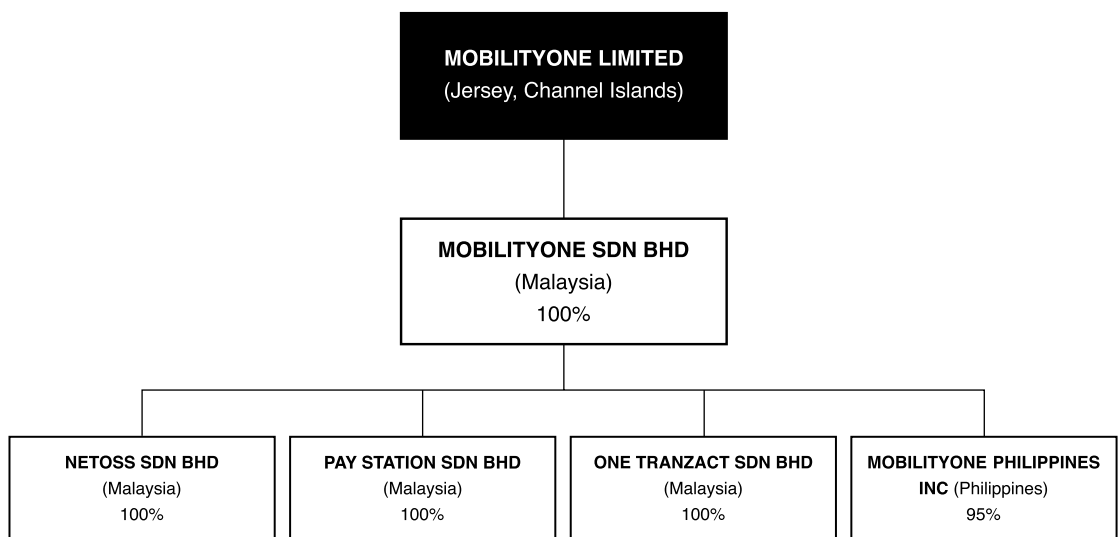 MOBILITYONE LIMITED
(Jersey, Channel Islands)
MOBILITYONE SDN BHD
(Malaysia)
100%
NETOSS SDN BHD
(Malaysia)
100%
PAY STATION SDN BHD
(Malaysia)
100%
ONE TRANZACT SDN BHD
(Malaysia)
100%
MOBILITYONE PHILIPPINES
INC (Philippines)
95%